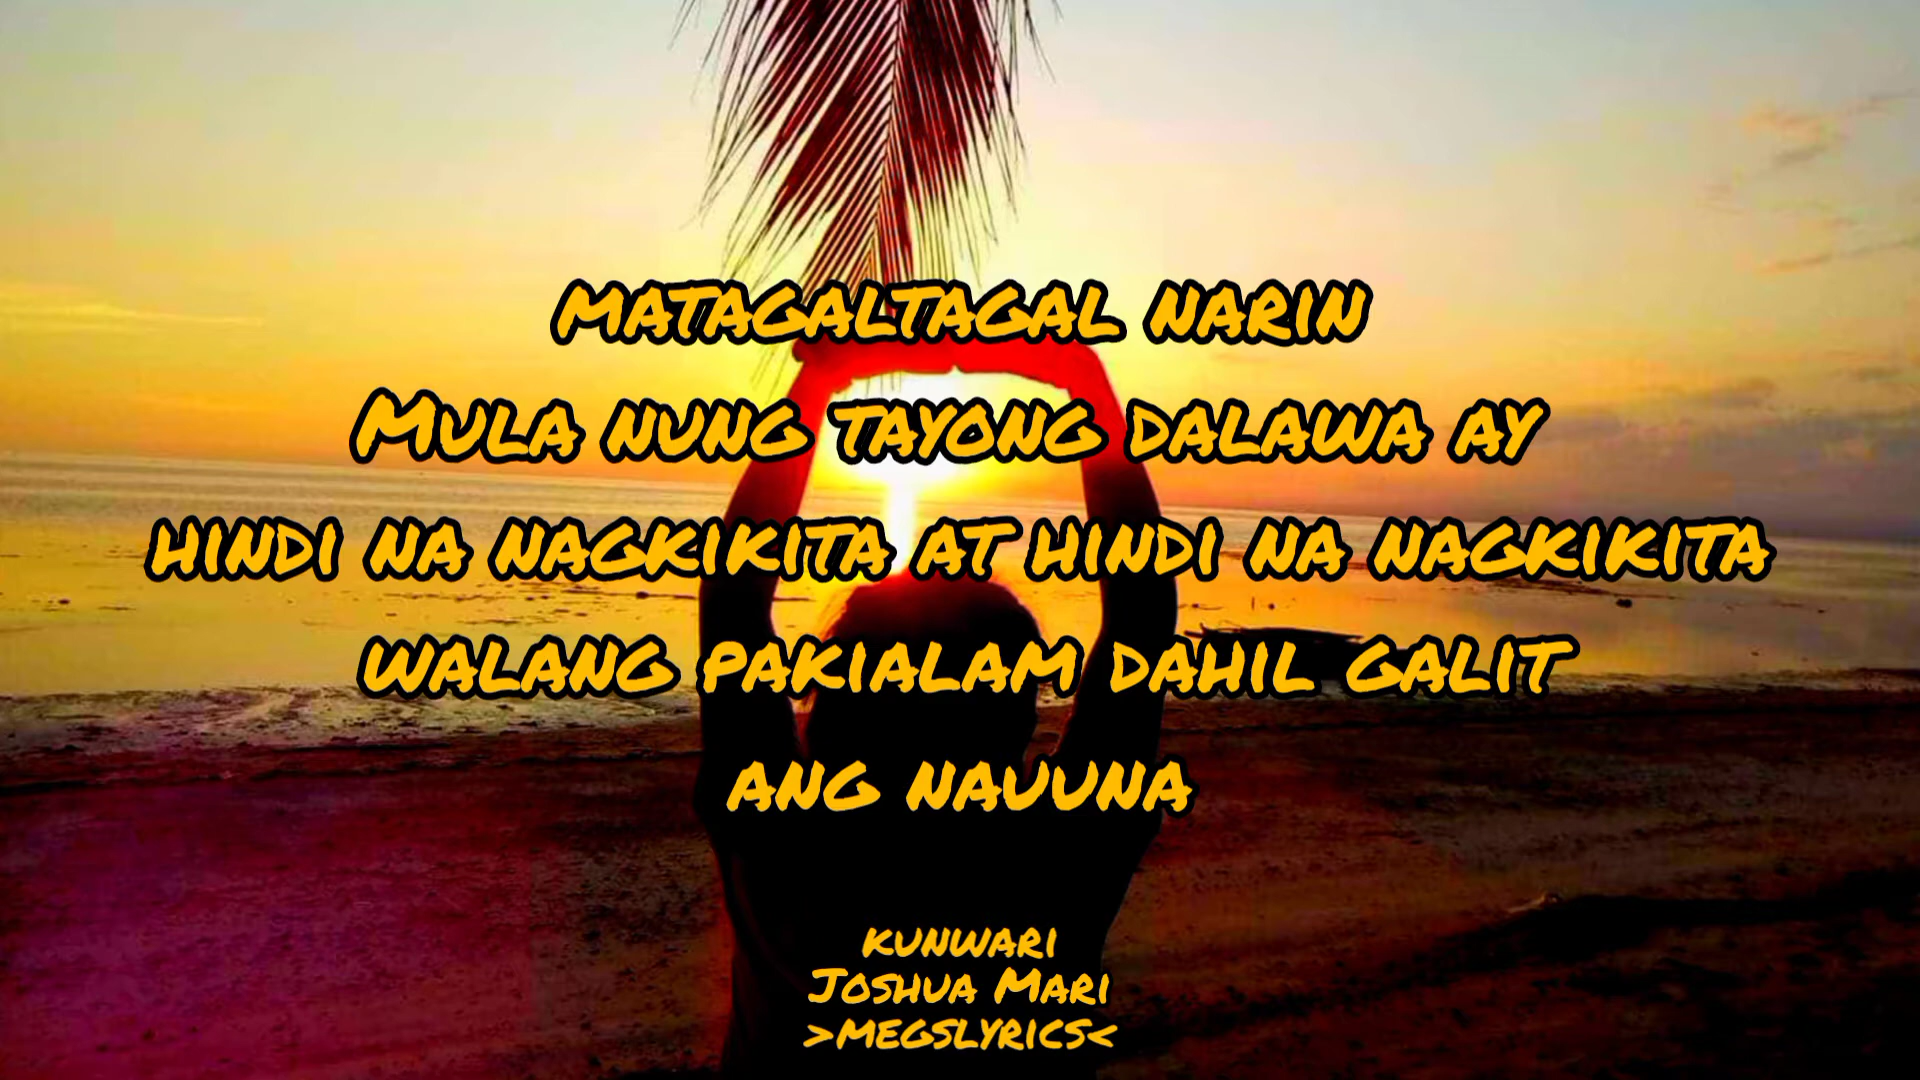 MATAGALTAGAL NARIN
MULA NUNG TAYONG DALAWA AY
HINDI NA NAGKIKITA AT HINDI NA NAGKIKITA
WALANG PAKIALAM DAHIL GALIT
ANG NAUUNA
KUNWARI
JOSHUA MARI
>MEGSLYRICS<